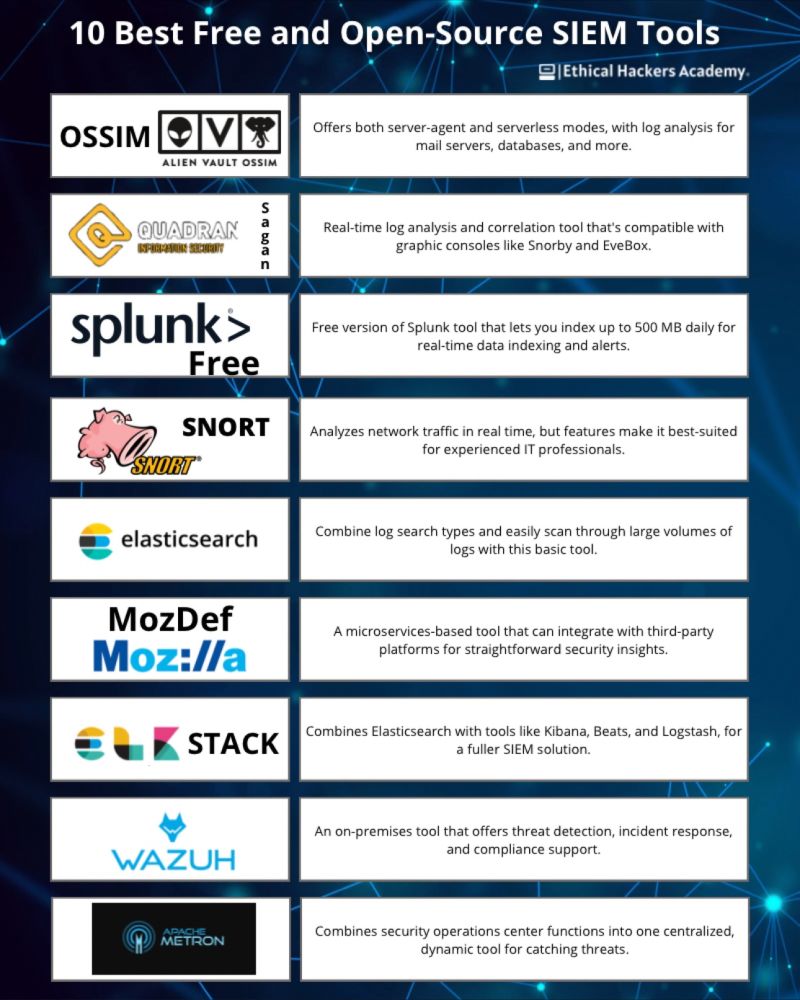 10 Best Free and Open-Source SIEM Tools
|Ethical Hackers Academy
OSSIM
ALIEN VAULT OSSIM
Offers both server-agent and serverless modes, with log analysis for
mail servers, databases, and more.
QUADRAN
INFORMATION SECURITY
Sagan
Real-time log analysis and correlation tool that's compatible with
graphic consoles like Snorby and EveBox.
splunk>
Free
Free version of Splunk tool that lets you index up to 500 MB daily for
real-time data indexing and alerts.
SNORT
SNORT®
Analyzes network traffic in real time, but features make it best-suited
for experienced IT professionals.
elasticsearch
Combine log search types and easily scan through large volumes of
logs with this basic tool.
MozDef
Moz://a
A microservices-based tool that can integrate with third-party
platforms for straightforward security insights.
STACK
Combines Elasticsearch with tools like Kibana, Beats, and Logstash, for
a fuller SIEM solution.
WAZUH
An on-premises tool that offers threat detection, incident response,
and compliance support.
APACHE
METRON
Combines security operations center functions into one centralized,
dynamic tool for catching threats.